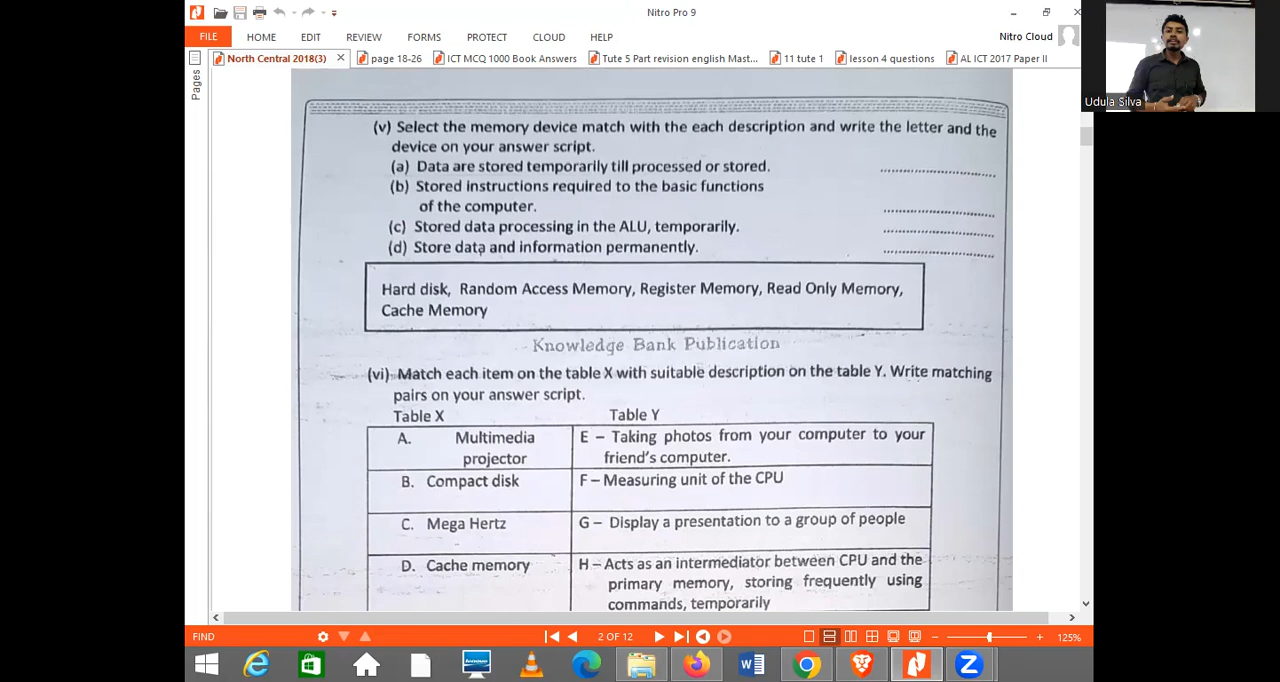 Nitro Pro 9
FILE HOME EDIT REVIEW FORMS PROTECT CLOUD HELP Nitro Cloud
North Central 2018(3) page 18-26 ICT MCQ 1000 Book Answers Tute 5 Part revision english Mast... 11 tute 1 lesson 4 questions AL ICT 2017 Paper II
Udula Silva
Pages
(v) Select the memory device match with the each description and write the letter and the
device on your answer script.
(a) Data are stored temporarily till processed or stored. ................................
(b) Stored instructions required to the basic functions
of the computer. ................................
(c) Stored data processing in the ALU, temporarily. ................................
(d) Store data and information permanently. ................................
Hard disk, Random Access Memory, Register Memory, Read Only Memory,
Cache Memory
Knowledge Bank Publication
(vi) Match each item on the table X with suitable description on the table Y. Write matching
pairs on your answer script.
Table X Table Y
A. Multimedia E – Taking photos from your computer to your
projector friend's computer.
B. Compact disk F – Measuring unit of the CPU
C. Mega Hertz G – Display a presentation to a group of people
D. Cache memory H – Acts as an intermediator between CPU and the
primary memory, storing frequently using
commands, temporarily
FIND 2 OF 12 125%